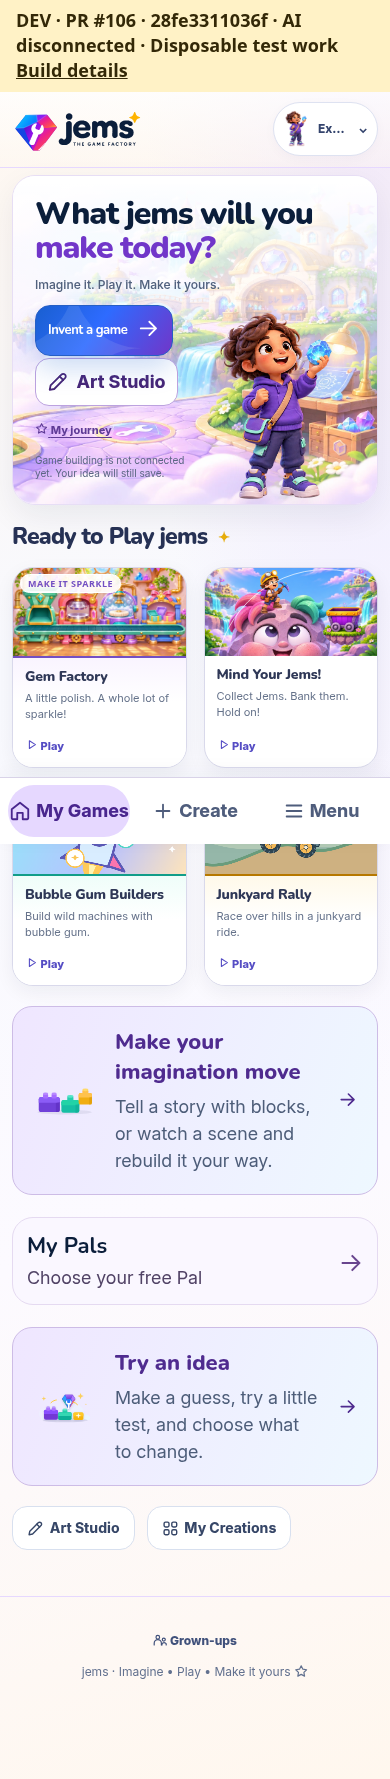 DEV · PR #106 · 28fe3311036f · AI
disconnected · Disposable test work
Build details
jems
THE GAME FACTORY
Ex...
What jems will you
make today?
Imagine it. Play it. Make it yours.
Invent a game
Art Studio
My journey
Game building is not connected
yet. Your idea will still save.
Ready to Play jems
MAKE IT SPARKLE
Gem Factory
A little polish. A whole lot of
sparkle!
Play
Mind Your Jems!
Collect Jems. Bank them.
Hold on!
Play
My Games
Create
Menu
Bubble Gum Builders
Build wild machines with
bubble gum.
Play
Junkyard Rally
Race over hills in a junkyard
ride.
Play
Make your
imagination move
Tell a story with blocks,
or watch a scene and
rebuild it your way.
My Pals
Choose your free Pal
Try an idea
Make a guess, try a little
test, and choose what
to change.
Art Studio
My Creations
Grown-ups
jems · Imagine • Play • Make it yours